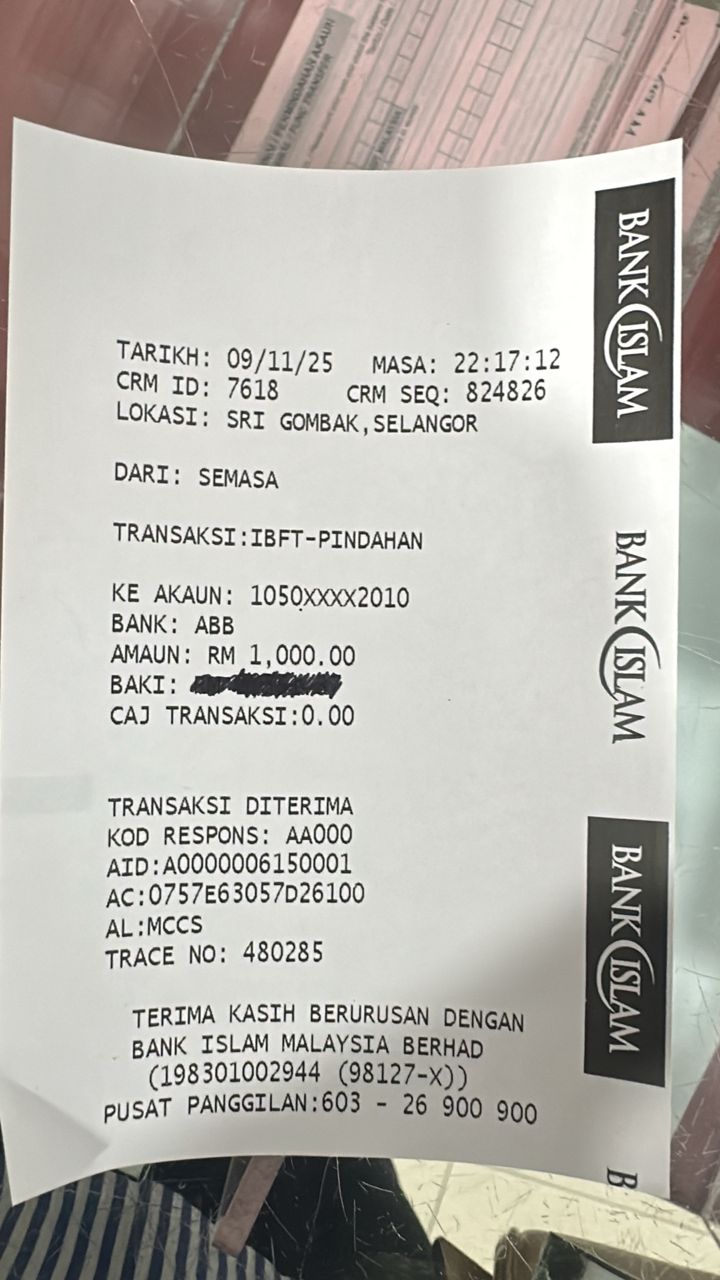 TARIKH: 09/11/25 MASA: 22:17:12
CRM ID: 7618 CRM SEQ: 824826
LOKASI: SRI GOMBAK,SELANGOR
DARI: SEMASA
TRANSAKSI:IBFT-PINDAHAN
KE AKAUN: 1050XXXX2010
BANK: ABB
AMAUN: RM 1,000.00
BAKI:
CAJ TRANSAKSI:0.00
TRANSAKSI DITERIMA
KOD RESPONS: AA000
AID:A0000006150001
AC:0757E63057D26100
AL:MCCS
TRACE NO: 480285
TERIMA KASIH BERURUSAN DENGAN
BANK ISLAM MALAYSIA BERHAD
(198301002944 (98127-X))
PUSAT PANGGILAN:603 - 26 900 900
BANK ISLAM
BANK ISLAM
BANK ISLAM
B